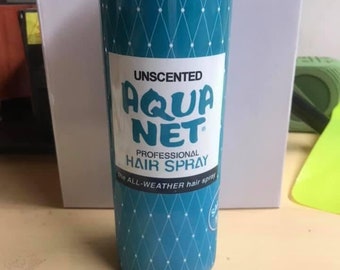 UNSCENTED
AQUA
NET®
PROFESSIONAL
HAIR SPRAY
the ALL-WEATHER hair spray